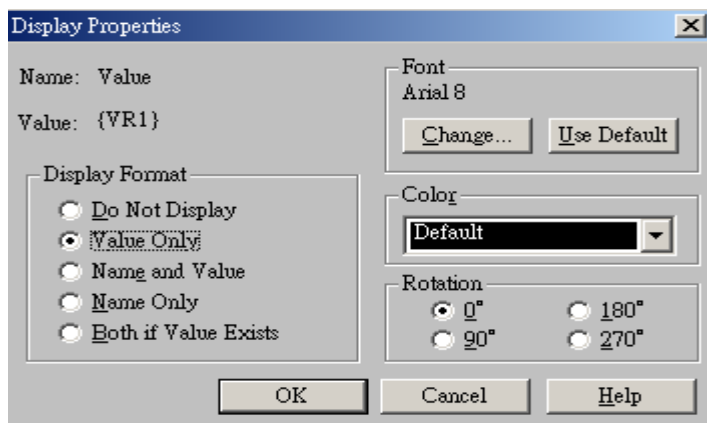 Display Properties
Name: Value
Value: {VR1}
Display Format
Do Not Display
Value Only
Name and Value
Name Only
Both if Value Exists
Font
Arial 8
Change...
Use Default
Color
Default
Rotation
0°
180°
90°
270°
OK
Cancel
Help